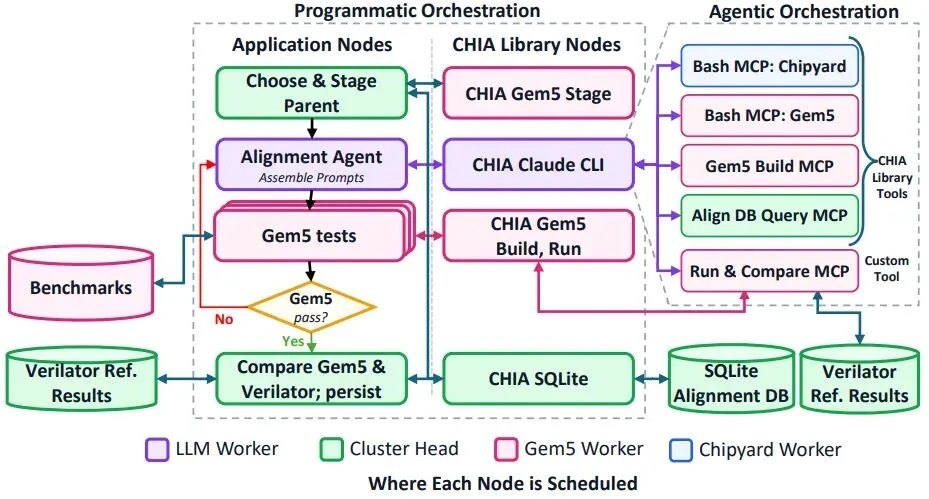 Programmatic Orchestration
Agentic Orchestration
Application Nodes
CHIA Library Nodes
Choose & Stage
Parent
CHIA Gem5 Stage
Alignment Agent
Assemble Prompts
CHIA Claude CLI
Gem5 tests
CHIA Gem5
Build, Run
Gem5
pass?
No
Yes
Compare Gem5 &
Verilator; persist
CHIA SQLite
Benchmarks
Verilator Ref.
Results
Bash MCP: Chipyard
Bash MCP: Gem5
Gem5 Build MCP
Align DB Query MCP
CHIA
Library
Tools
Run & Compare MCP
Custom
Tool
SQLite
Alignment DB
Verilator
Ref. Results
LLM Worker
Cluster Head
Gem5 Worker
Chipyard Worker
Where Each Node is Scheduled